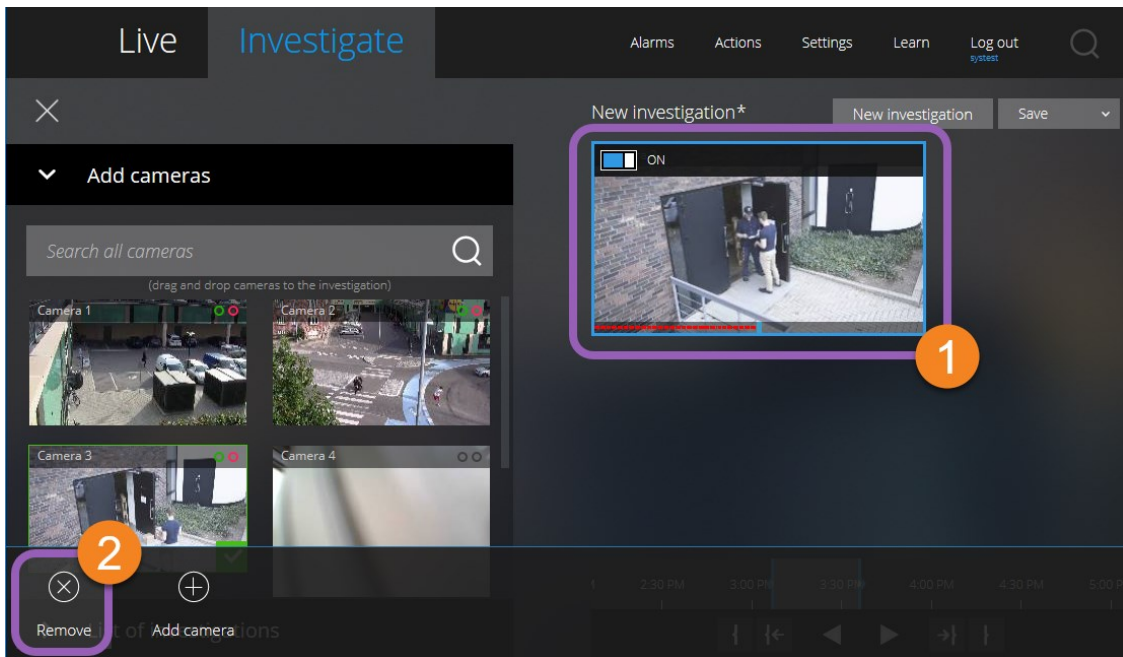 Live
Investigate
Alarms
Actions
Settings
Learn
Log out
systest
New investigation*
New investigation
Save
Add cameras
ON
Search all cameras
(drag and drop cameras to the investigation)
Camera 1
Camera 2
1
Camera 3
Camera 4
2
2:30 PM
3:00 PM
3:30 PM
4:00 PM
4:30 PM
5:00 P
Remove
Add camera
List of investigations